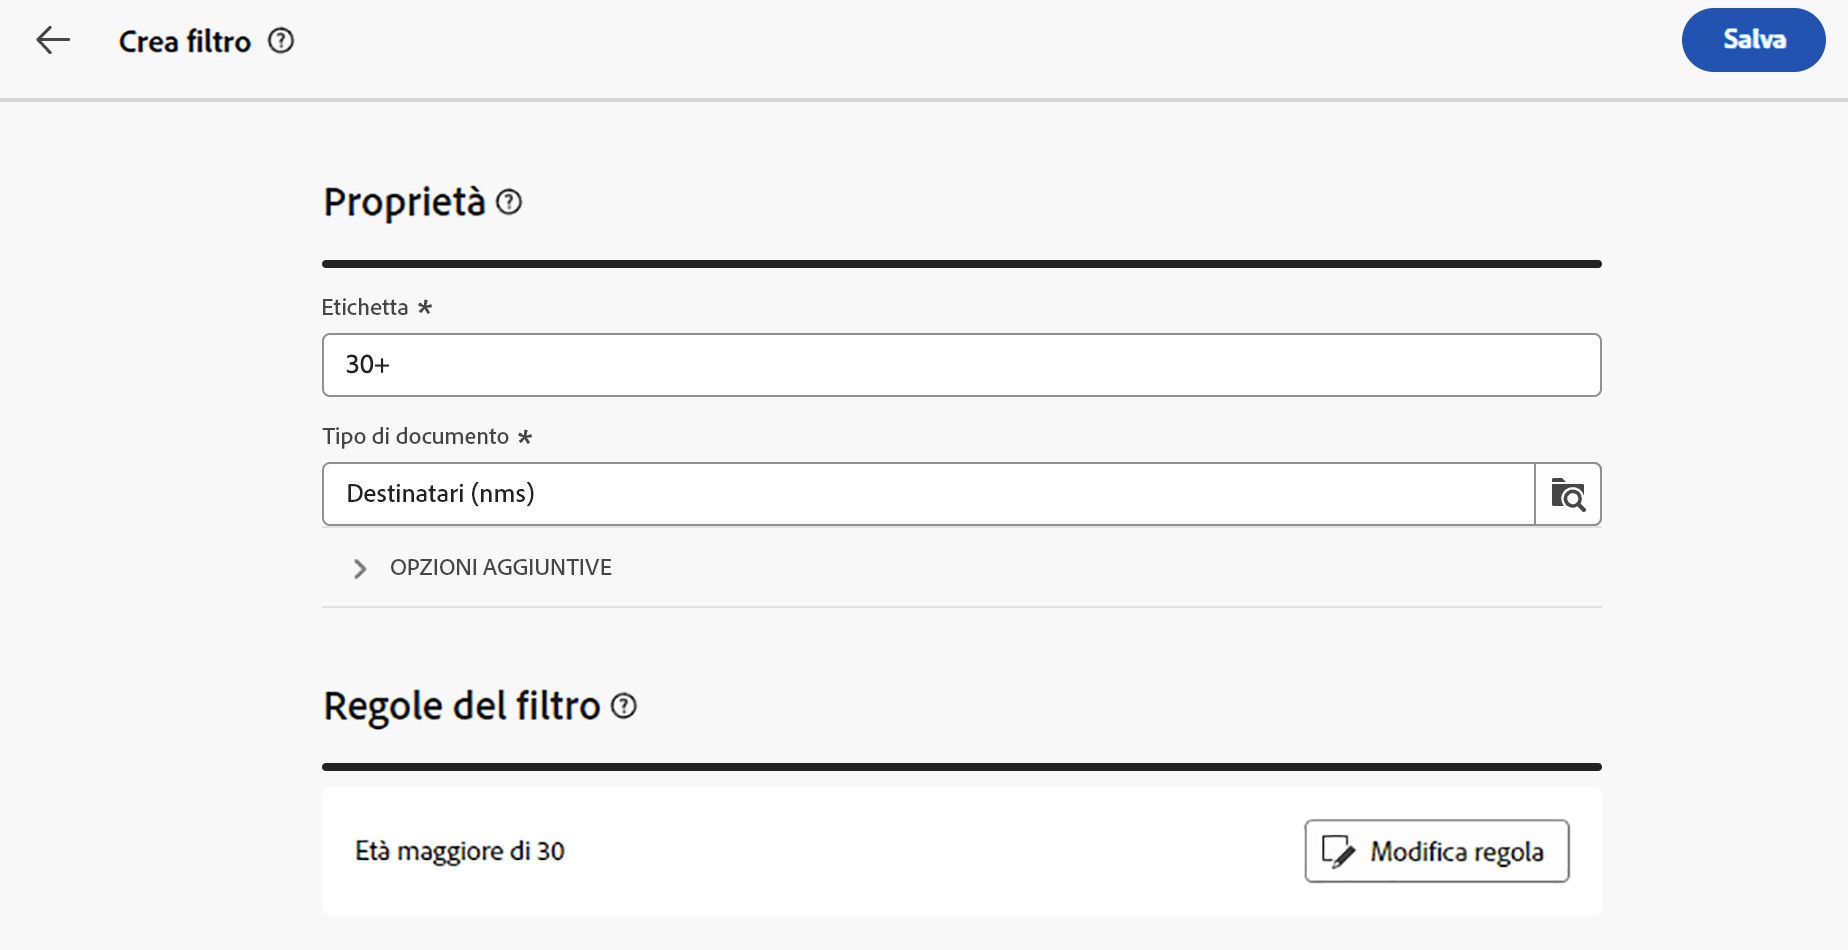 Crea filtro
Salva
Proprietà
Etichetta *
30+
Tipo di documento *
Destinatari (nms)
OPZIONI AGGIUNTIVE
Regole del filtro
Età maggiore di 30
Modifica regola